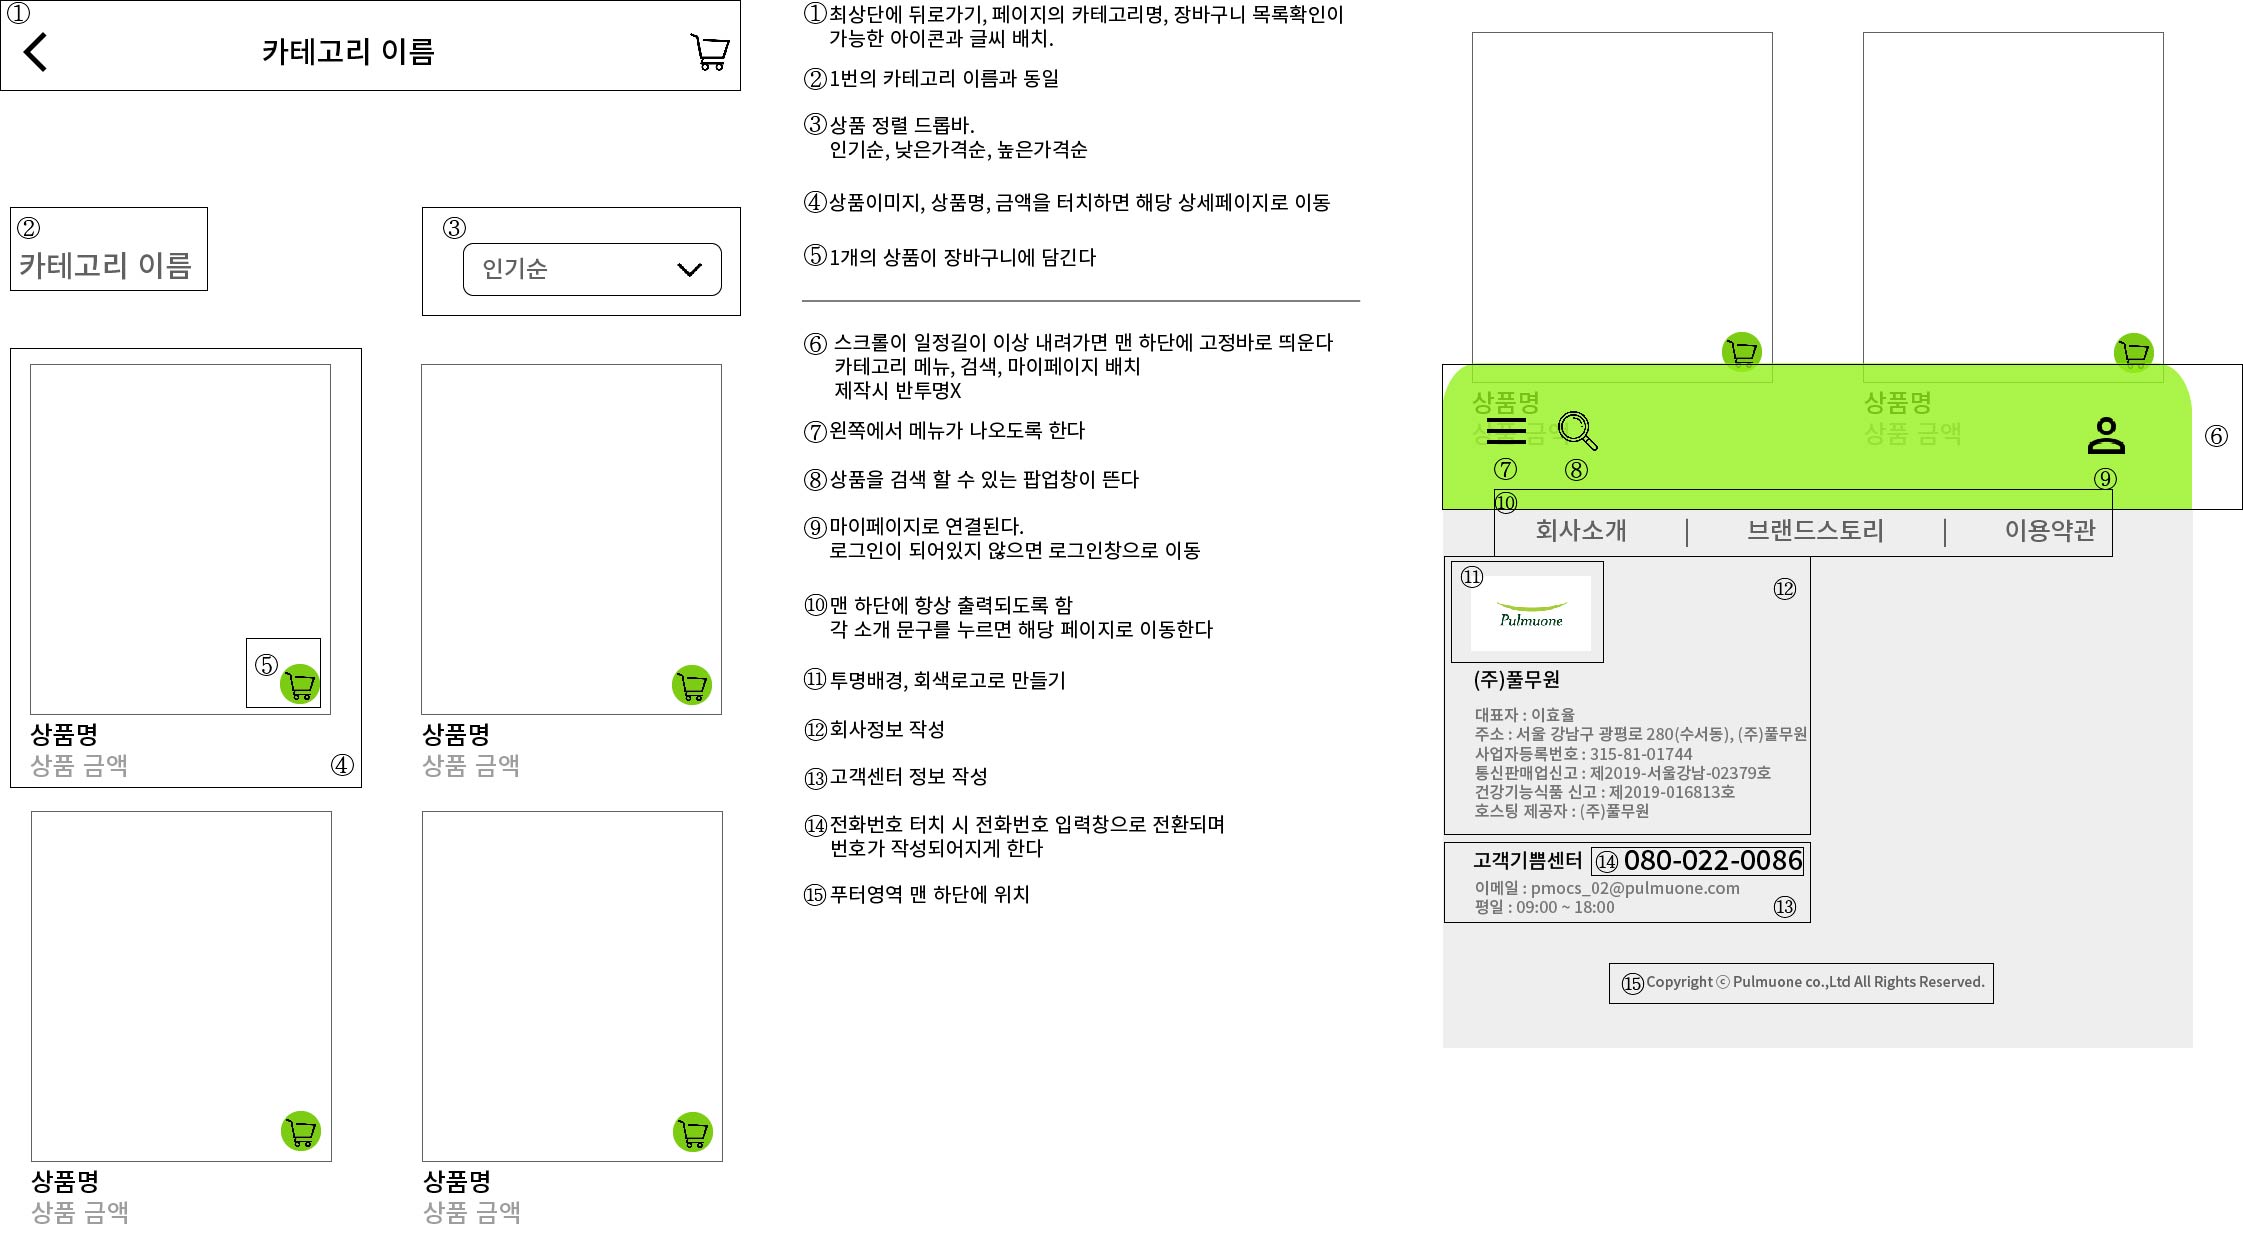 ①
카테고리 이름
②
카테고리 이름
③
인기순
⑤
상품명
상품 금액
④
상품명
상품 금액
상품명
상품 금액
상품명
상품 금액
①최상단에 뒤로가기, 페이지의 카테고리명, 장바구니 목록확인이
가능한 아이콘과 글씨 배치.
②1번의 카테고리 이름과 동일
③상품 정렬 드롭바.
인기순, 낮은가격순, 높은가격순
④상품이미지, 상품명, 금액을 터치하면 해당 상세페이지로 이동
⑤1개의 상품이 장바구니에 담긴다
⑥ 스크롤이 일정길이 이상 내려가면 맨 하단에 고정바로 띄운다
카테고리 메뉴, 검색, 마이페이지 배치
제작시 반투명X
⑦왼쪽에서 메뉴가 나오도록 한다
⑧상품을 검색 할 수 있는 팝업창이 뜬다
⑨마이페이지로 연결된다.
로그인이 되어있지 않으면 로그인창으로 이동
⑩맨 하단에 항상 출력되도록 함
각 소개 문구를 누르면 해당 페이지로 이동한다
⑪투명배경, 회색로고로 만들기
⑫회사정보 작성
⑬고객센터 정보 작성
⑭전화번호 터치 시 전화번호 입력창으로 전환되며
번호가 작성되어지게 한다
⑮푸터영역 맨 하단에 위치
상품명
상품 금액
상품명
상품 금액
⑥
⑦
⑧
⑨
⑩
회사소개 | 브랜드스토리 | 이용약관
⑪
⑫
Pulmuone
(주)풀무원
대표자 : 이효율
주소 : 서울 강남구 광평로 280(수서동), (주)풀무원
사업자등록번호 : 315-81-01744
통신판매업신고 : 제2019-서울강남-02379호
건강기능식품 신고 : 제2019-016813호
호스팅 제공자 : (주)풀무원
고객기쁨센터 ⑭ 080-022-0086
이메일 : pmocs_02@pulmuone.com
평일 : 09:00 ~ 18:00
⑬
⑮Copyright ⓒ Pulmuone co.,Ltd All Rights Reserved.